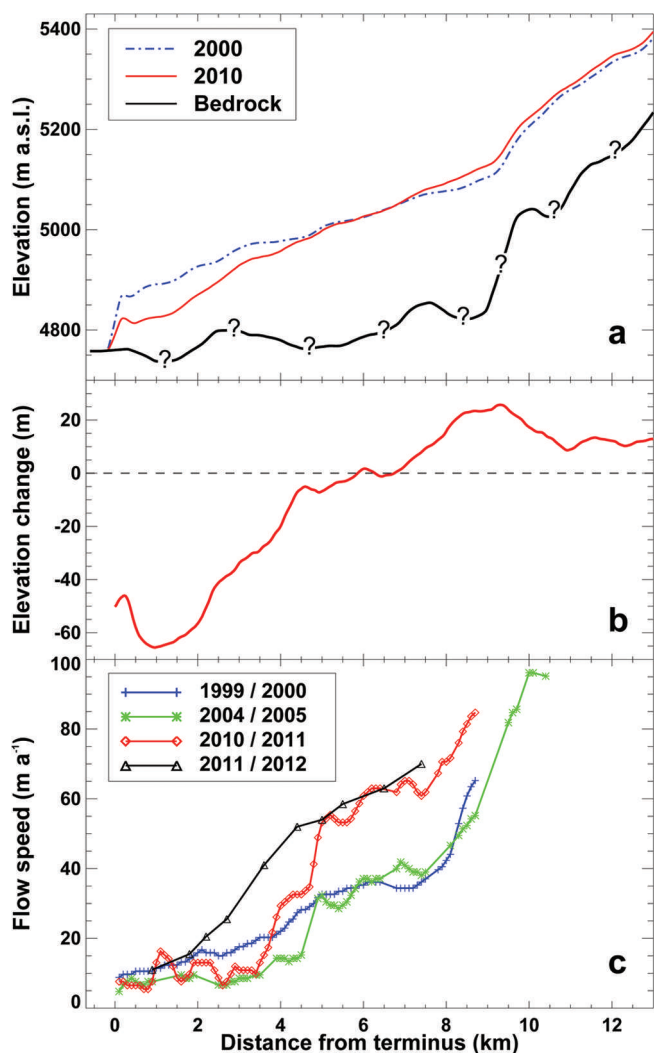 5400
5200
5000
4800
Elevation (m a.s.l.)
2000
2010
Bedrock
?
?
?
?
?
?
?
?
a
20
0
-20
-40
-60
Elevation change (m)
b
100
80
60
40
20
0
Flow speed (m a-1)
1999 / 2000
2004 / 2005
2010 / 2011
2011 / 2012
c
0 2 4 6 8 10 12
Distance from terminus (km)